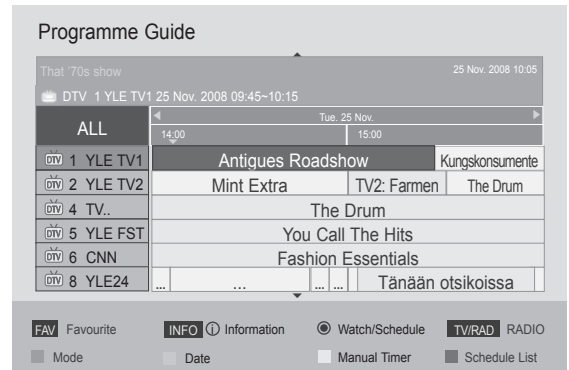 Programme Guide
That '70s show 25 Nov. 2008 10:05
DTV 1 YLE TV1 25 Nov. 2008 09:45~10:15
ALL Tue. 25 Nov.
14:00 15:00
DTV 1 YLE TV1 Antigues Roadshow Kungskonsumente
DTV 2 YLE TV2 Mint Extra TV2: Farmen The Drum
DTV 4 TV.. The Drum
DTV 5 YLE FST You Call The Hits
DTV 6 CNN Fashion Essentials
DTV 8 YLE24 ... ... ... ... Tänään otsikoissa
FAV Favourite INFO ⓘ Information Watch/Schedule TV/RAD RADIO
Mode Date Manual Timer Schedule List